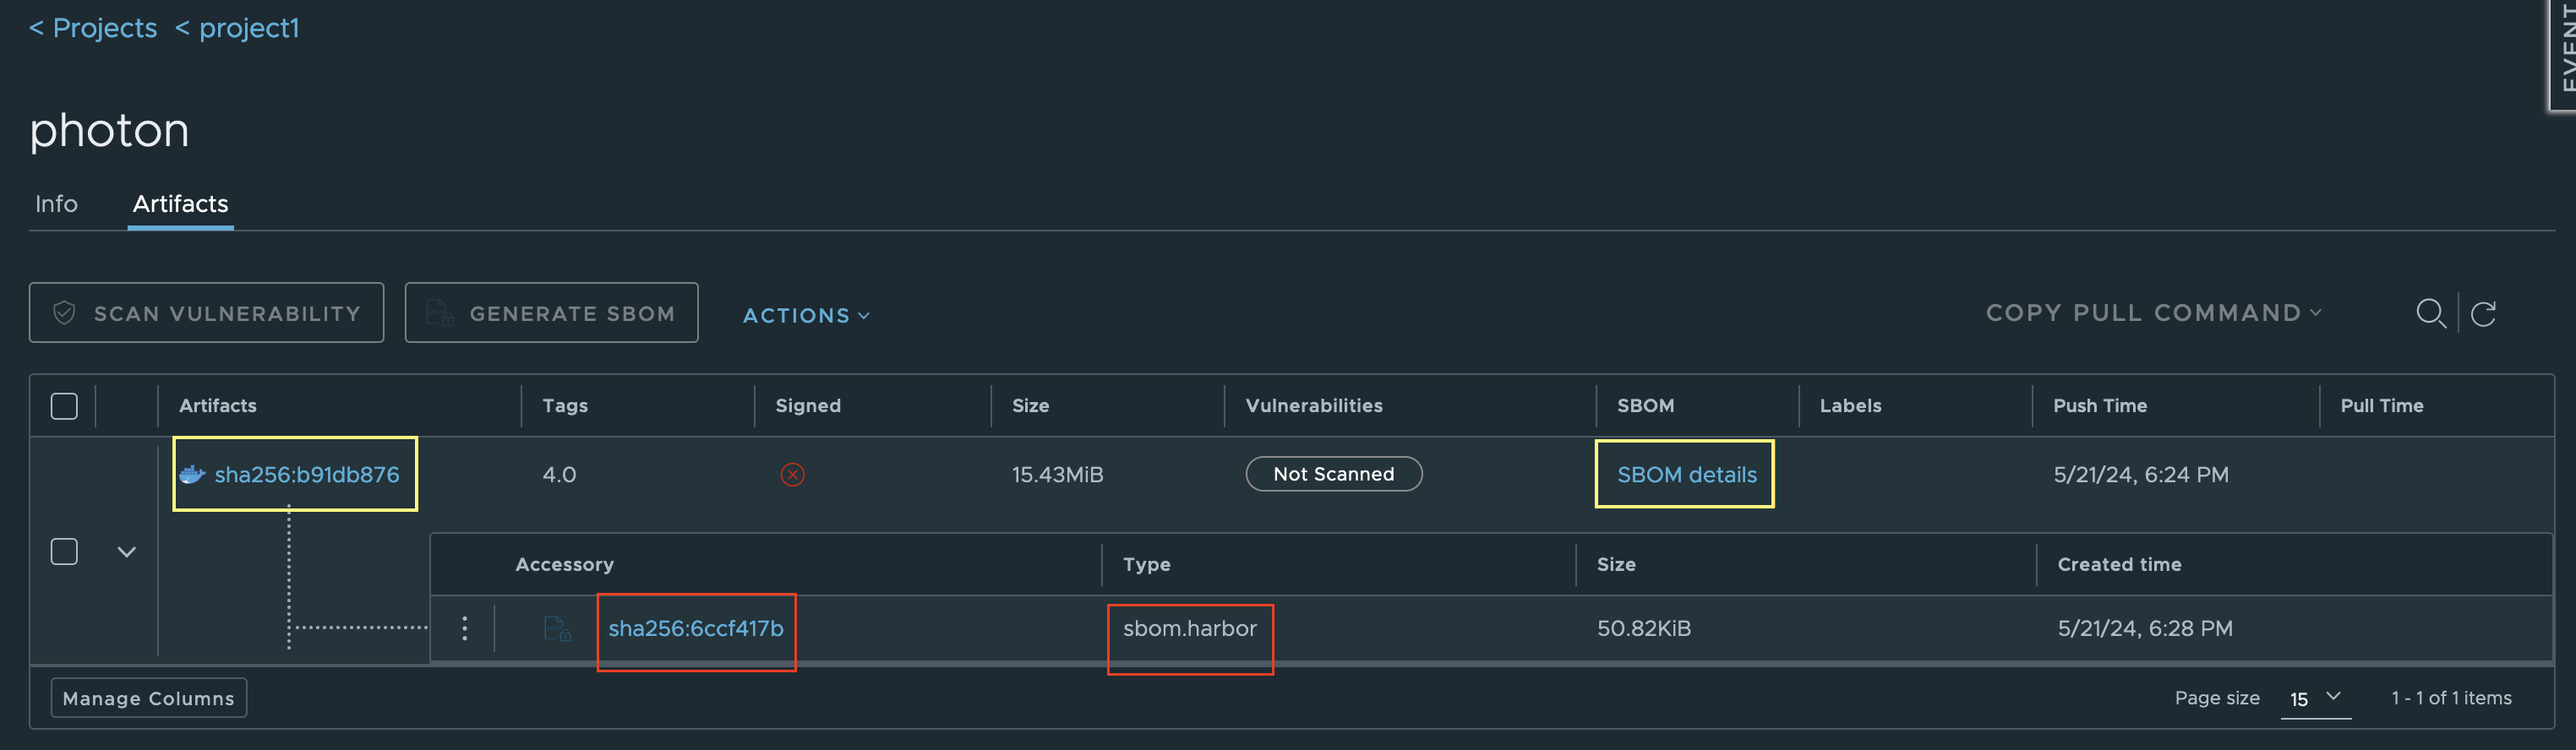 < Projects < project1
EVENT
photon
Info Artifacts
SCAN VULNERABILITY GENERATE SBOM ACTIONS COPY PULL COMMAND
Artifacts Tags Signed Size Vulnerabilities SBOM Labels Push Time Pull Time
sha256:b91db876 4.0 15.43MiB Not Scanned SBOM details 5/21/24, 6:24 PM
Accessory Type Size Created time
sha256:6ccf417b sbom.harbor 50.82KiB 5/21/24, 6:28 PM
Manage Columns Page size 15 1 - 1 of 1 items